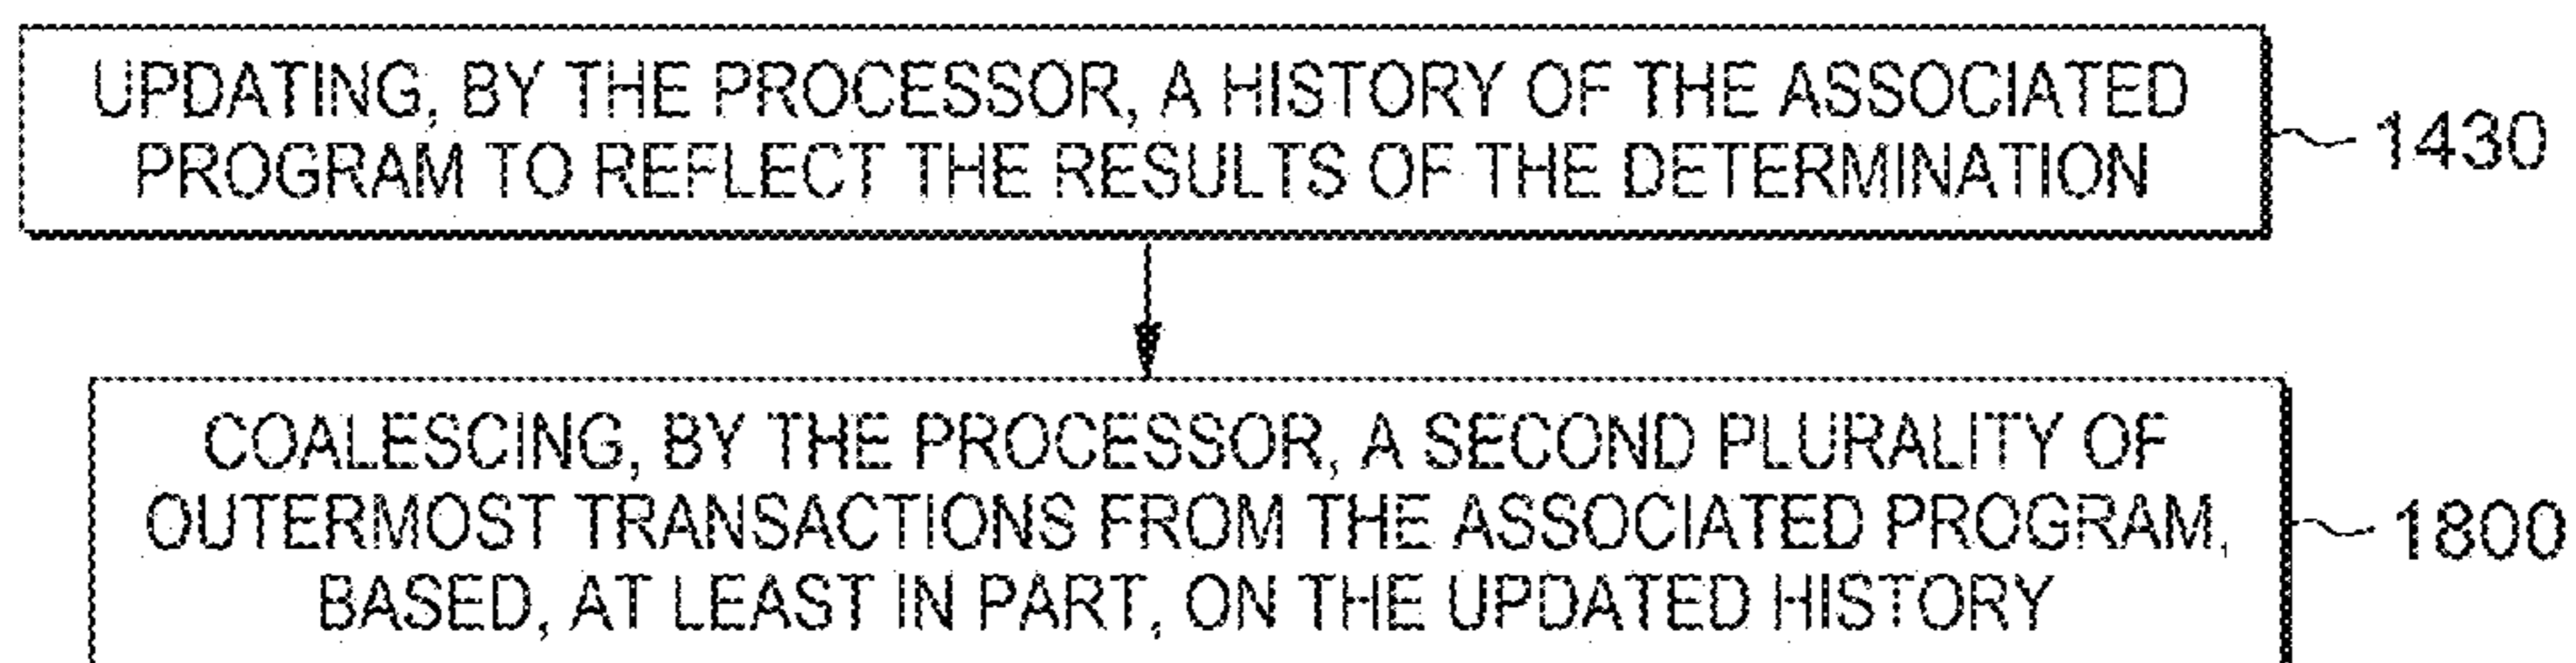 UPDATING, BY THE PROCESSOR, A HISTORY OF THE ASSOCIATED
PROGRAM TO REFLECT THE RESULTS OF THE DETERMINATION
1430
COALESCING, BY THE PROCESSOR, A SECOND PLURALITY OF
OUTERMOST TRANSACTIONS FROM THE ASSOCIATED PROGRAM,
BASED, AT LEAST IN PART, ON THE UPDATED HISTORY
1800